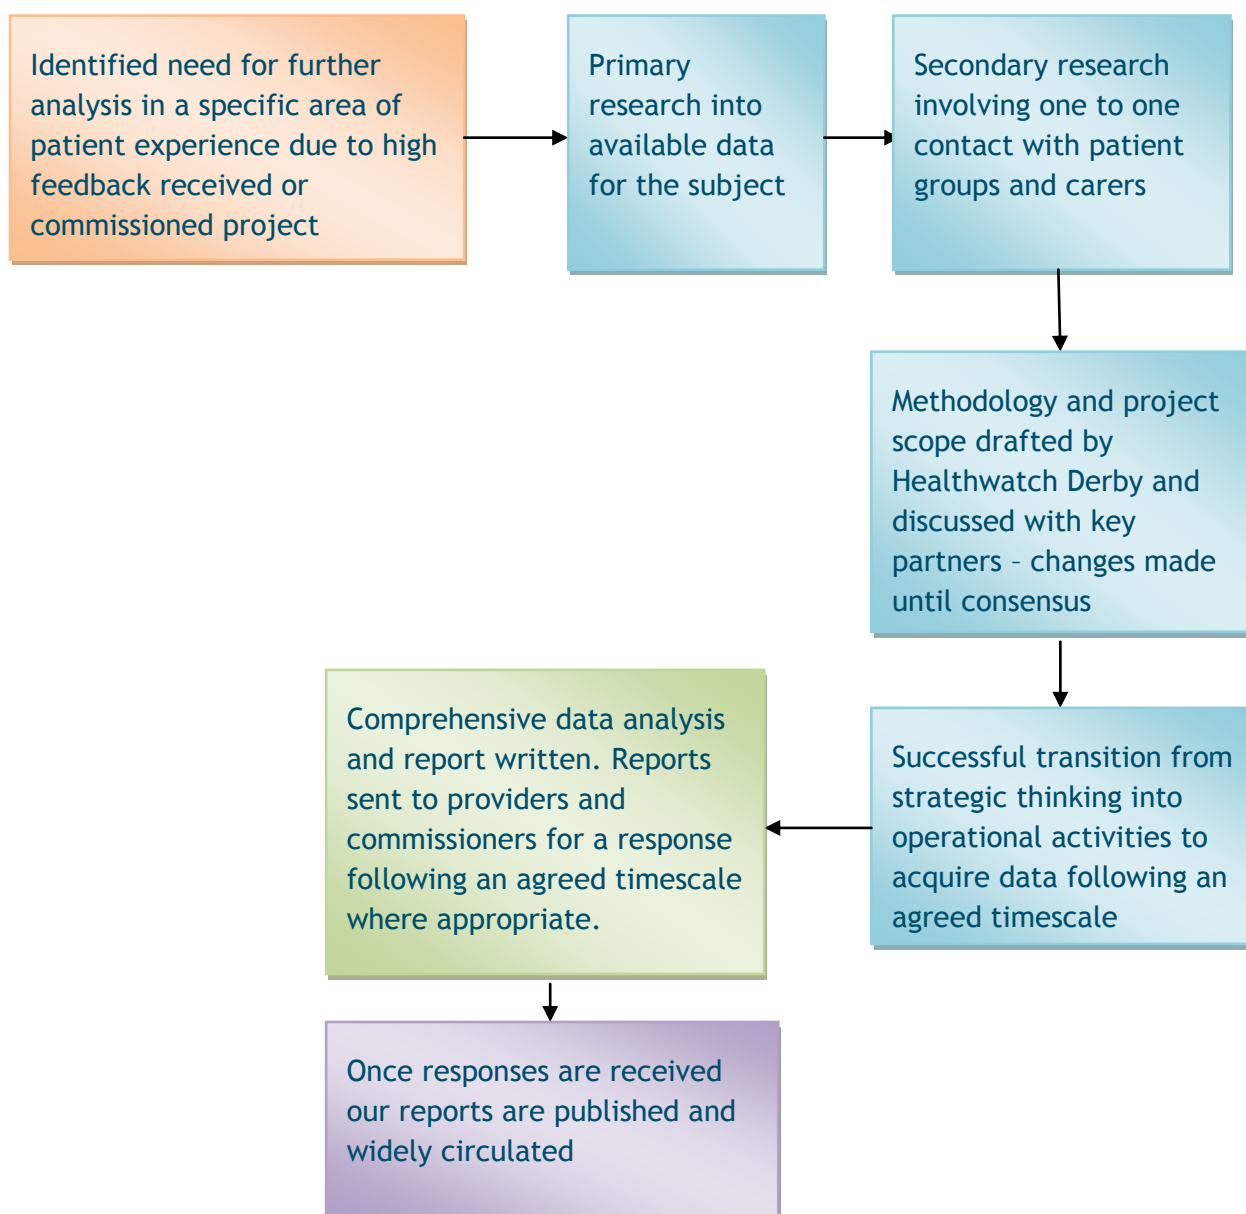 Identified need for further
analysis in a specific area of
patient experience due to high
feedback received or
commissioned project
Primary
research into
available data
for the subject
Secondary research
involving one to one
contact with patient
groups and carers
Methodology and project
scope drafted by
Healthwatch Derby and
discussed with key
partners – changes made
until consensus
Successful transition from
strategic thinking into
operational activities to
acquire data following an
agreed timescale
Comprehensive data analysis
and report written. Reports
sent to providers and
commissioners for a response
following an agreed timescale
where appropriate.
Once responses are received
our reports are published and
widely circulated